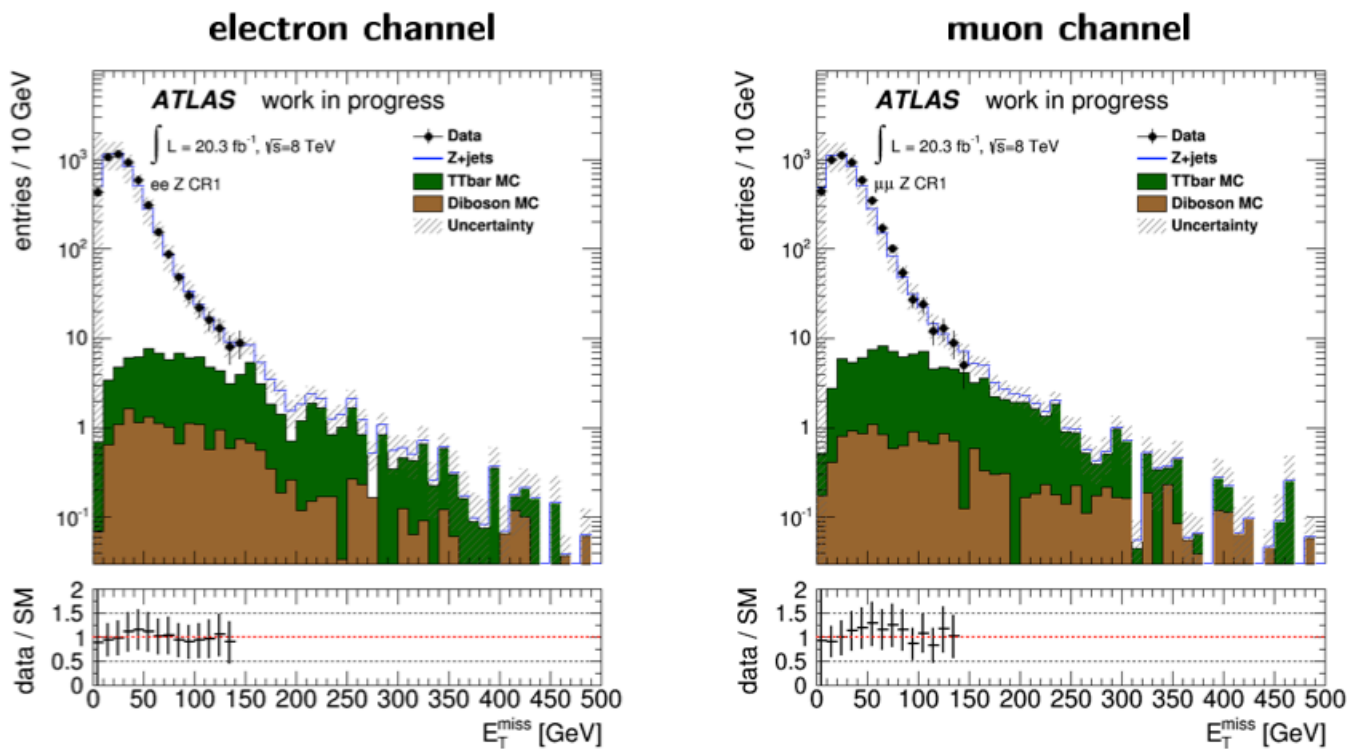 electron channel
entries / 10 GeV
10³
10²
10
1
10⁻¹
ATLAS work in progress
∫ L = 20.3 fb⁻¹, √s=8 TeV
ee Z CR1
Data
Z+jets
TTbar MC
Diboson MC
Uncertainty
data / SM
2
1.5
1
0.5
0
0 50 100 150 200 250 300 350 400 450 500
E_T^miss [GeV]
muon channel
entries / 10 GeV
10³
10²
10
1
10⁻¹
ATLAS work in progress
∫ L = 20.3 fb⁻¹, √s=8 TeV
μμ Z CR1
Data
Z+jets
TTbar MC
Diboson MC
Uncertainty
data / SM
2
1.5
1
0.5
0
0 50 100 150 200 250 300 350 400 450 500
E_T^miss [GeV]